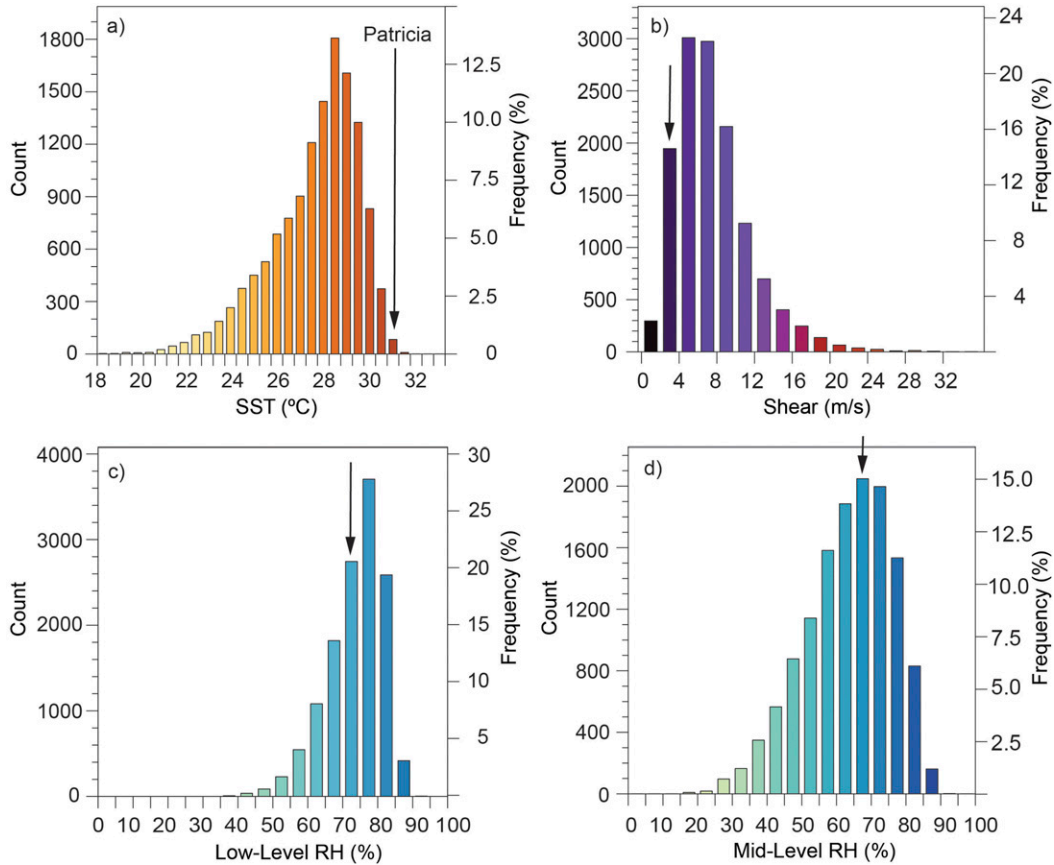 a)
Patricia
1800
1500
1200
900
600
300
0
Count
12.5
10.0
7.5
5.0
2.5
0
Frequency (%)
18 20 22 24 26 28 30 32
SST (ºC)
b)
3000
2500
2000
1500
1000
500
0
Count
24
20
16
12
8
4
Frequency (%)
0 4 8 12 16 20 24 28 32
Shear (m/s)
c)
4000
3000
2000
1000
0
Count
30
25
20
15
10
5
Frequency (%)
0 10 20 30 40 50 60 70 80 90 100
Low-Level RH (%)
d)
2000
1600
1200
800
400
0
Count
15.0
12.5
10.0
7.5
5.0
2.5
Frequency (%)
0 10 20 30 40 50 60 70 80 90 100
Mid-Level RH (%)